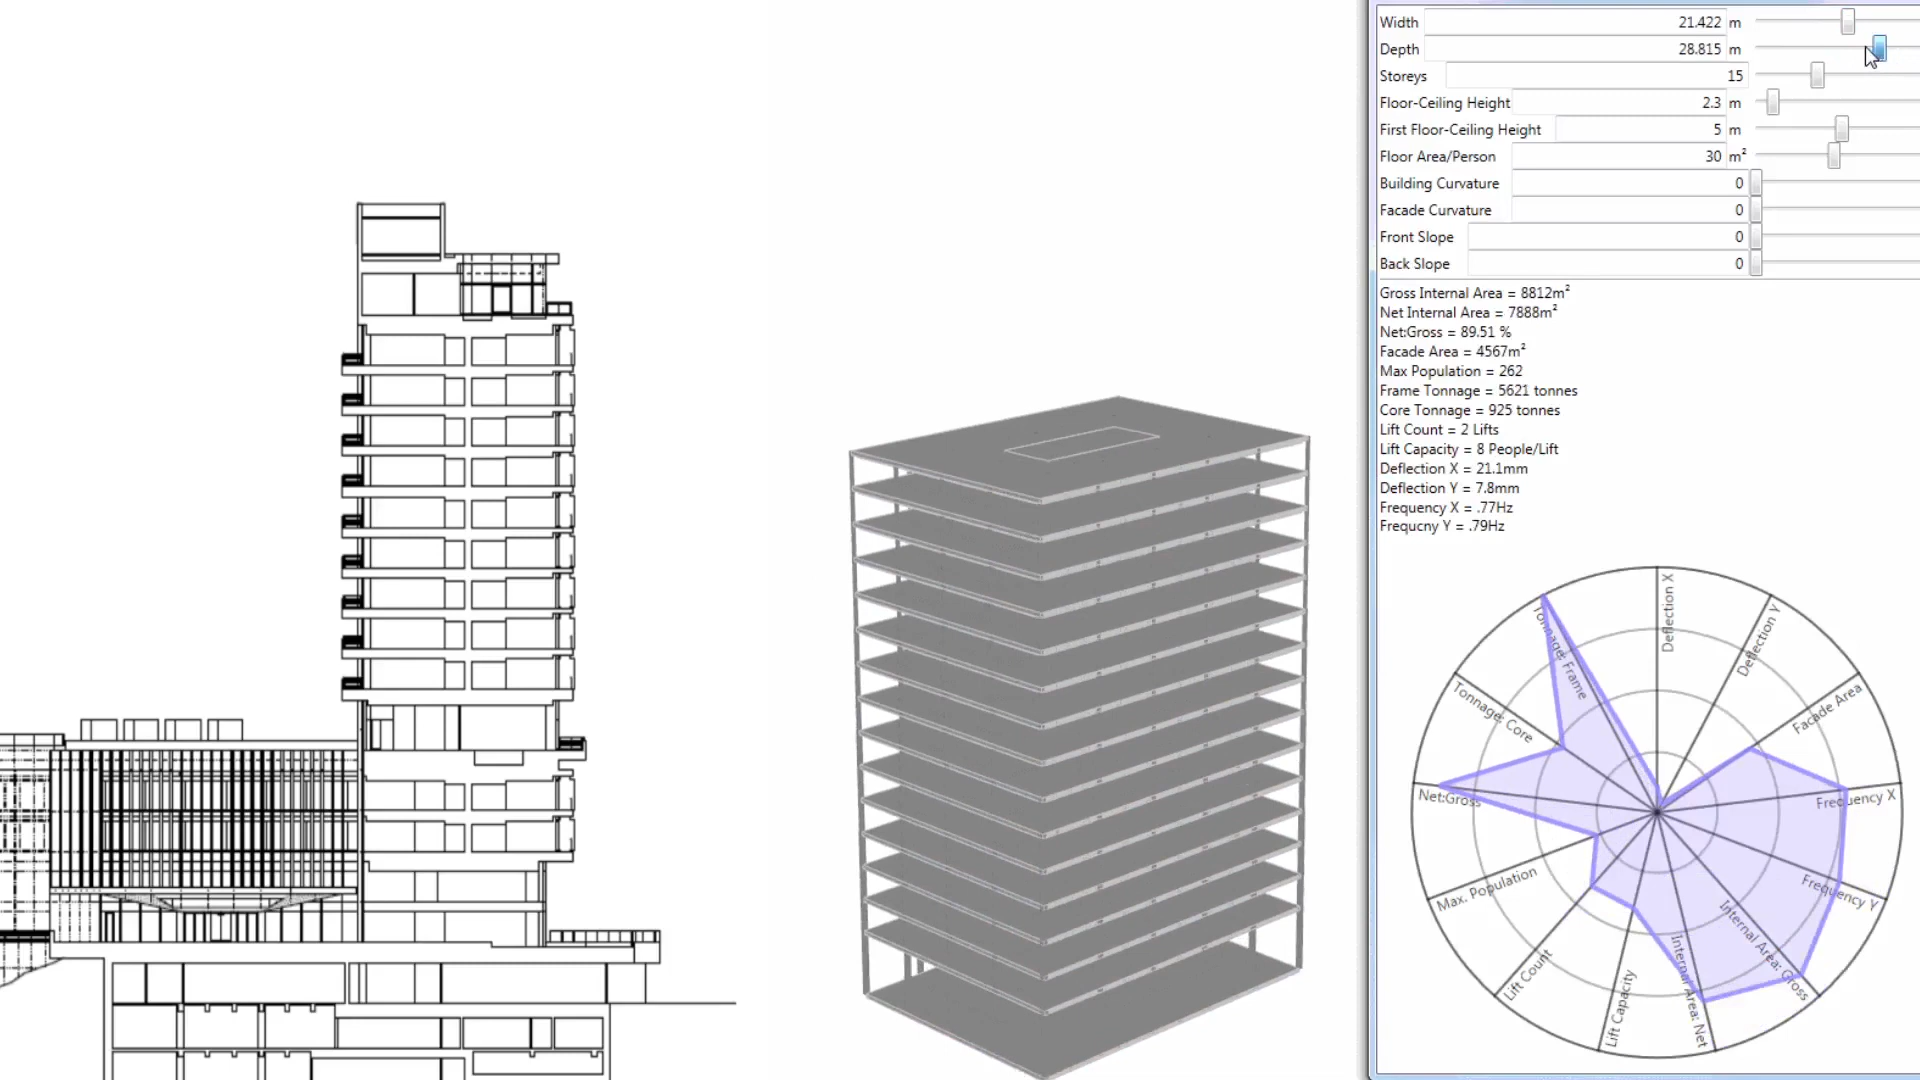 Width 21.422 m
Depth 28.815 m
Storeys 15
Floor-Ceiling Height 2.3 m
First Floor-Ceiling Height 5 m
Floor Area/Person 30 m²
Building Curvature 0
Facade Curvature 0
Front Slope 0
Back Slope 0
Gross Internal Area = 8812m²
Net Internal Area = 7888m²
Net:Gross = 89.51 %
Facade Area = 4567m²
Max Population = 262
Frame Tonnage = 5621 tonnes
Core Tonnage = 925 tonnes
Lift Count = 2 Lifts
Lift Capacity = 8 People/Lift
Deflection X = 21.1mm
Deflection Y = 7.8mm
Frequency X = .77Hz
Frequcny Y = .79Hz
Deflection X
Deflection Y
Facade Area
Frequency X
Frequency Y
Internal Area: Gross
Internal Area: Net
Lift Capacity
Lift Count
Max. Population
Net:Gross
Tonnage: Core
Tonnage: Frame